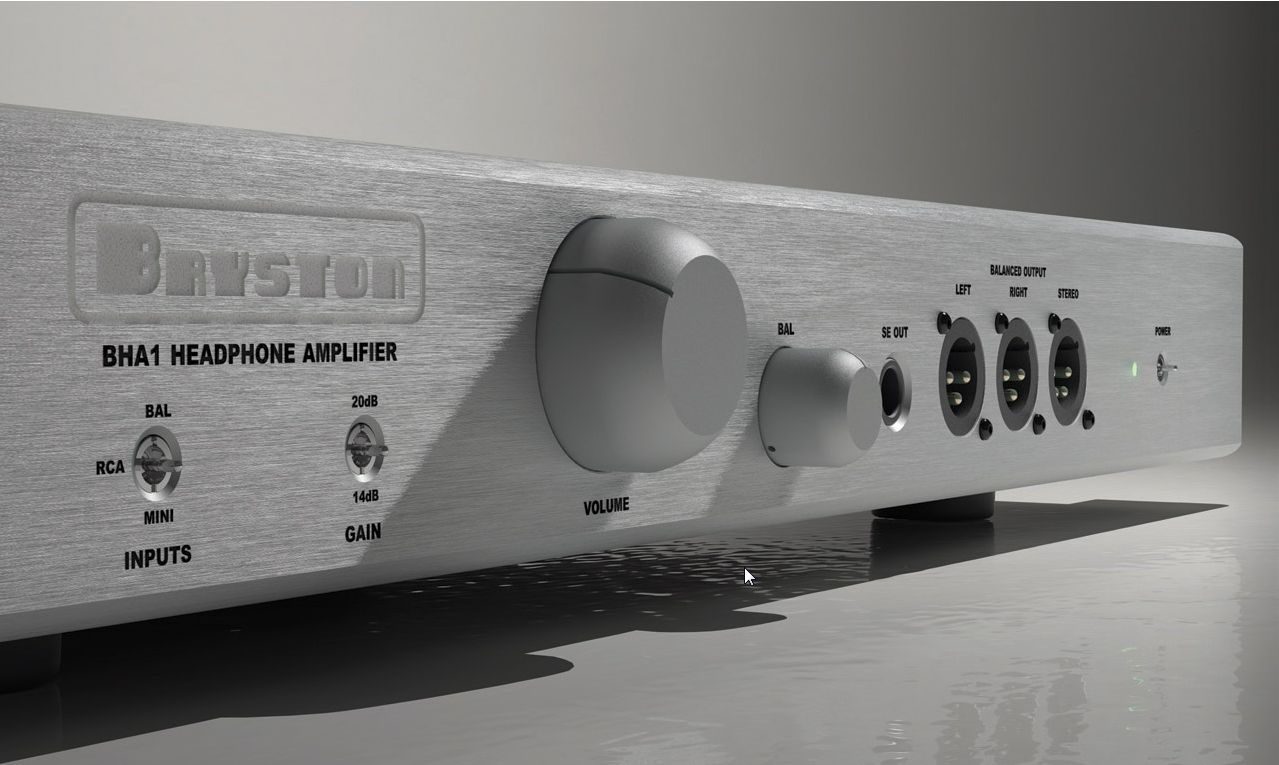 BRYSTON
BHA1 HEADPHONE AMPLIFIER
BAL
RCA
MINI
INPUTS
20dB
14dB
GAIN
VOLUME
BAL
SE OUT
BALANCED OUTPUT
LEFT
RIGHT
STEREO
POWER